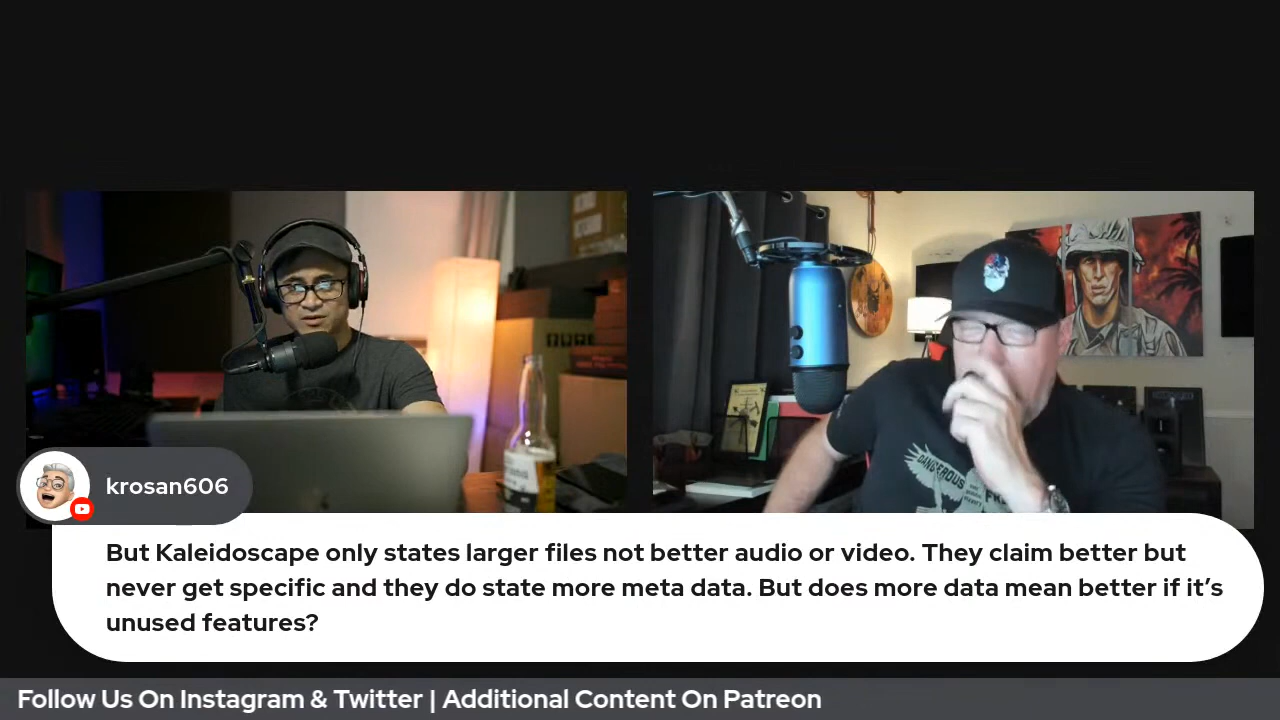 DANGEROUS
krosan606
But Kaleidoscape only states larger files not better audio or video. They claim better but
never get specific and they do state more meta data. But does more data mean better if it's
unused features?
Follow Us On Instagram & Twitter | Additional Content On Patreon